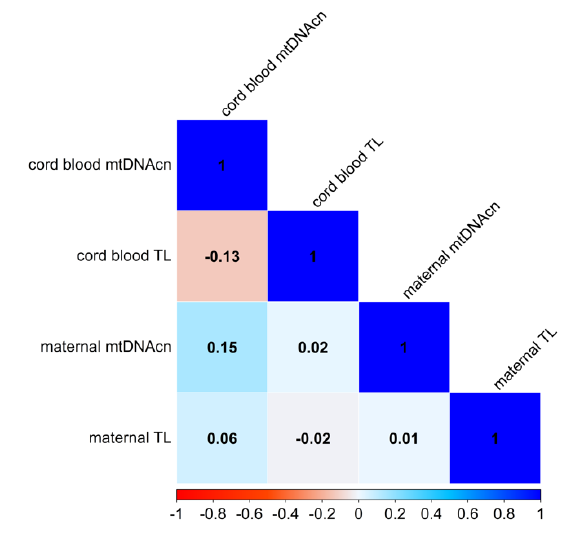 cord blood mtDNAcn
cord blood TL
maternal mtDNAcn
maternal TL
cord blood mtDNAcn 1
cord blood TL -0.13 1
maternal mtDNAcn 0.15 0.02 1
maternal TL 0.06 -0.02 0.01 1
-1 -0.8 -0.6 -0.4 -0.2 0 0.2 0.4 0.6 0.8 1